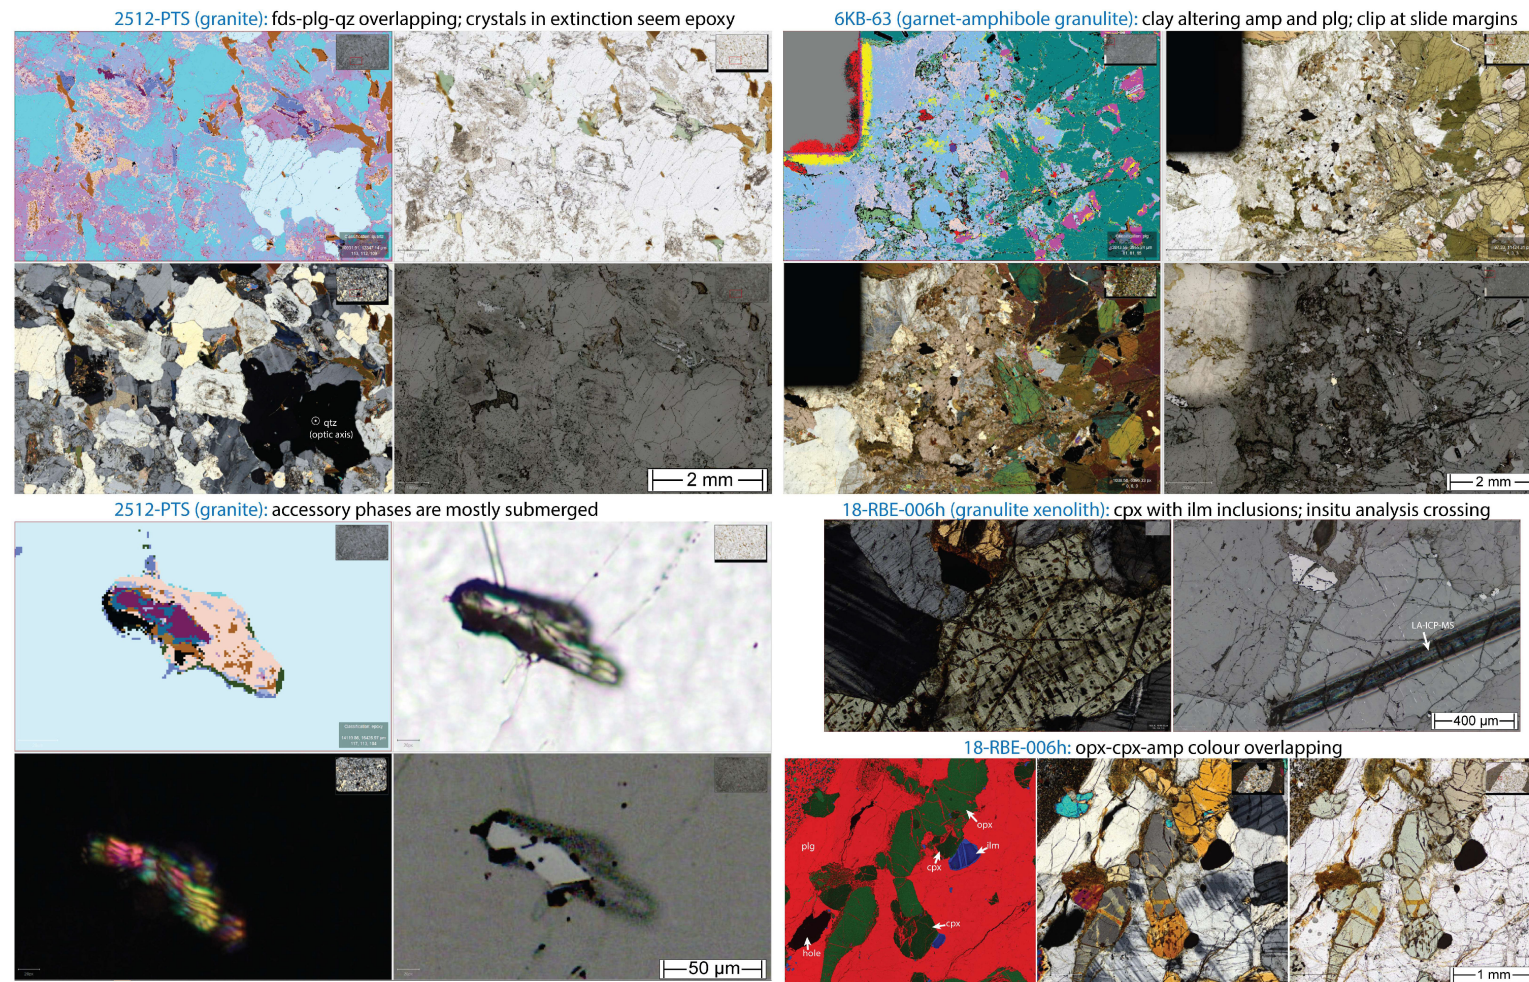 2512-PTS (granite): fds-plg-qz overlapping; crystals in extinction seem epoxy
6KB-63 (garnet-amphibole granulite): clay altering amp and plg; clip at slide margins
qtz
(optic axis)
2 mm
2 mm
2512-PTS (granite): accessory phases are mostly submerged
18-RBE-006h (granulite xenolith): cpx with ilm inclusions; insitu analysis crossing
LA-ICP-MS
400 µm
18-RBE-006h: opx-cpx-amp colour overlapping
opx
plg
ilm
cpx
cpx
hole
50 µm
1 mm